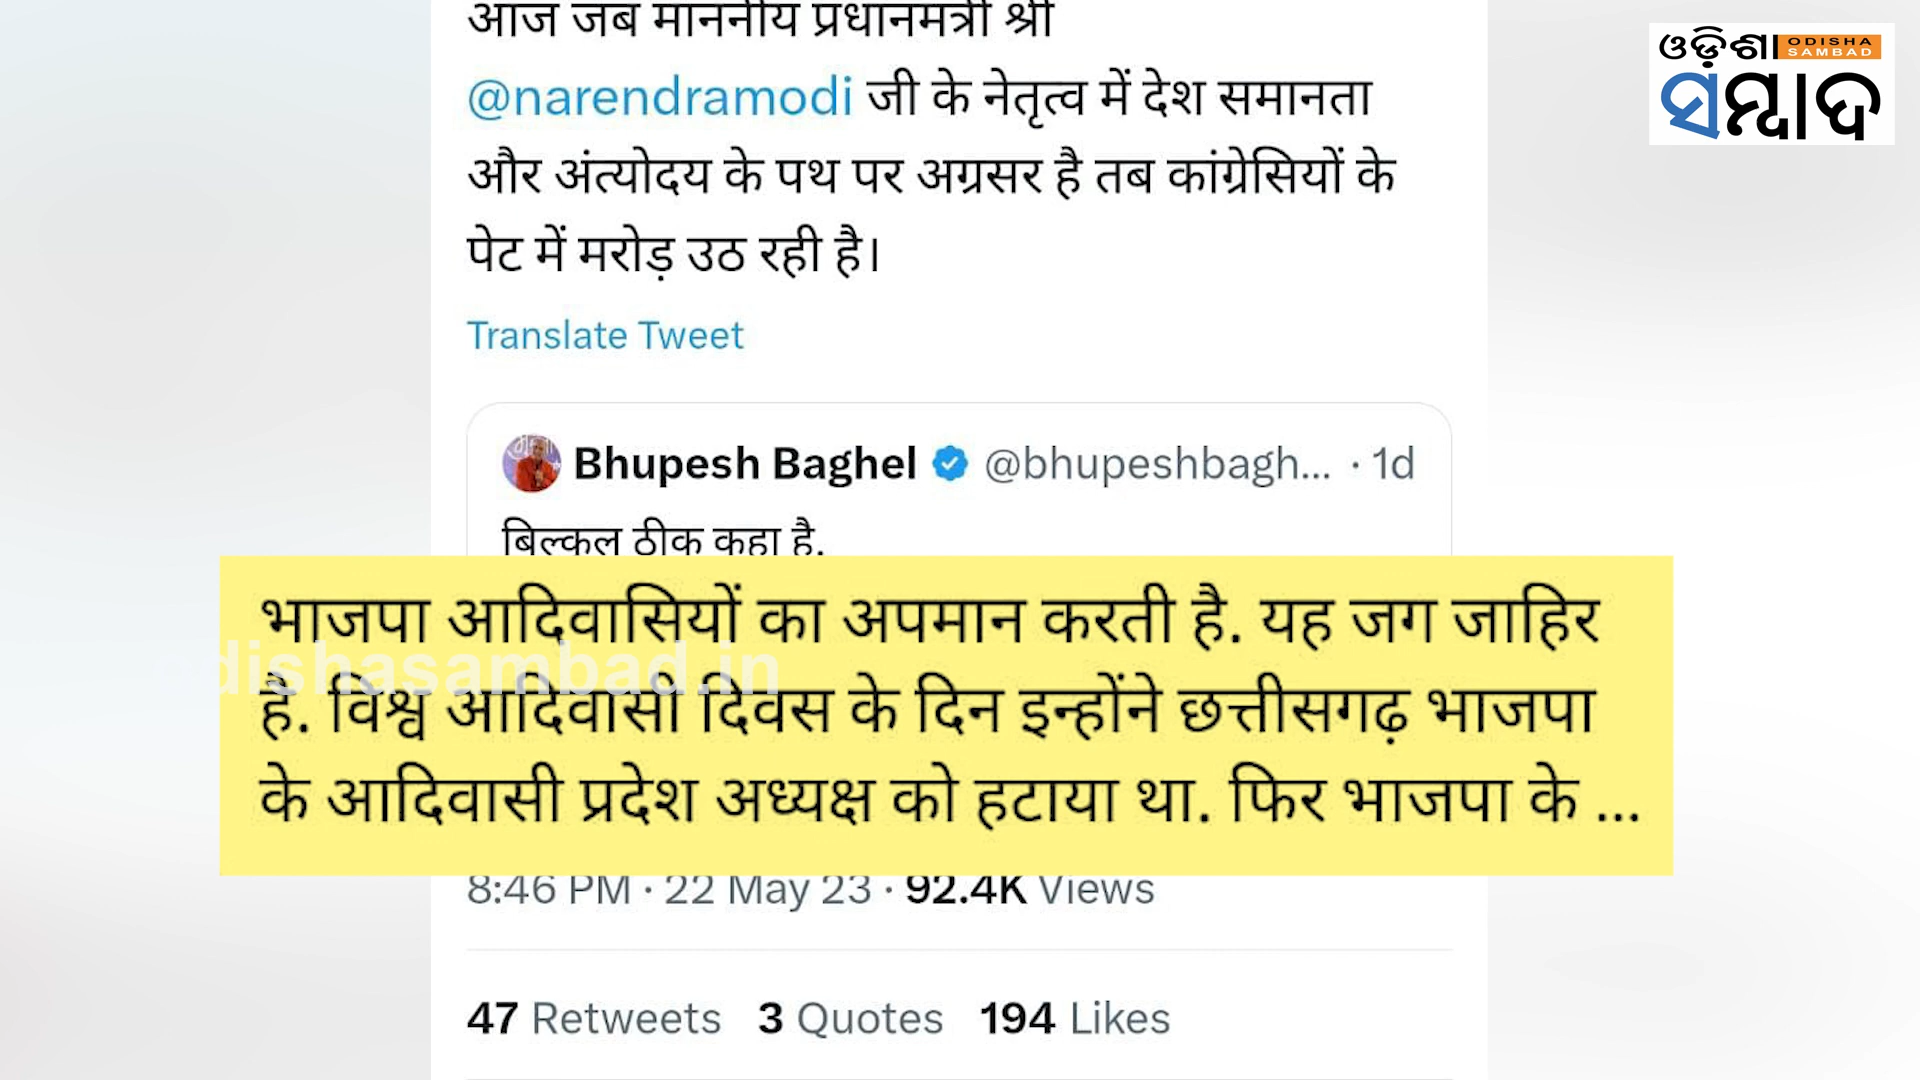 आज जब माननीय प्रधानमंत्री श्री
@narendramodi जी के नेतृत्व में देश समानता
और अंत्योदय के पथ पर अग्रसर है तब कांग्रेसियों के
पेट में मरोड़ उठ रही है।
Translate Tweet
Bhupesh Baghel @bhupeshbagh... · 1d
बिल्कुल ठीक कहा है.
भाजपा आदिवासियों का अपमान करती है. यह जग जाहिर
है. विश्व आदिवासी दिवस के दिन इन्होंने छत्तीसगढ़ भाजपा
के आदिवासी प्रदेश अध्यक्ष को हटाया था. फिर भाजपा के ...
8:46 PM · 22 May 23 · 92.4K Views
47 Retweets 3 Quotes 194 Likes
ଓଡ଼ିଶା ODISHA SAMBAD
ସମ୍ବାଦ
odishasambad.in